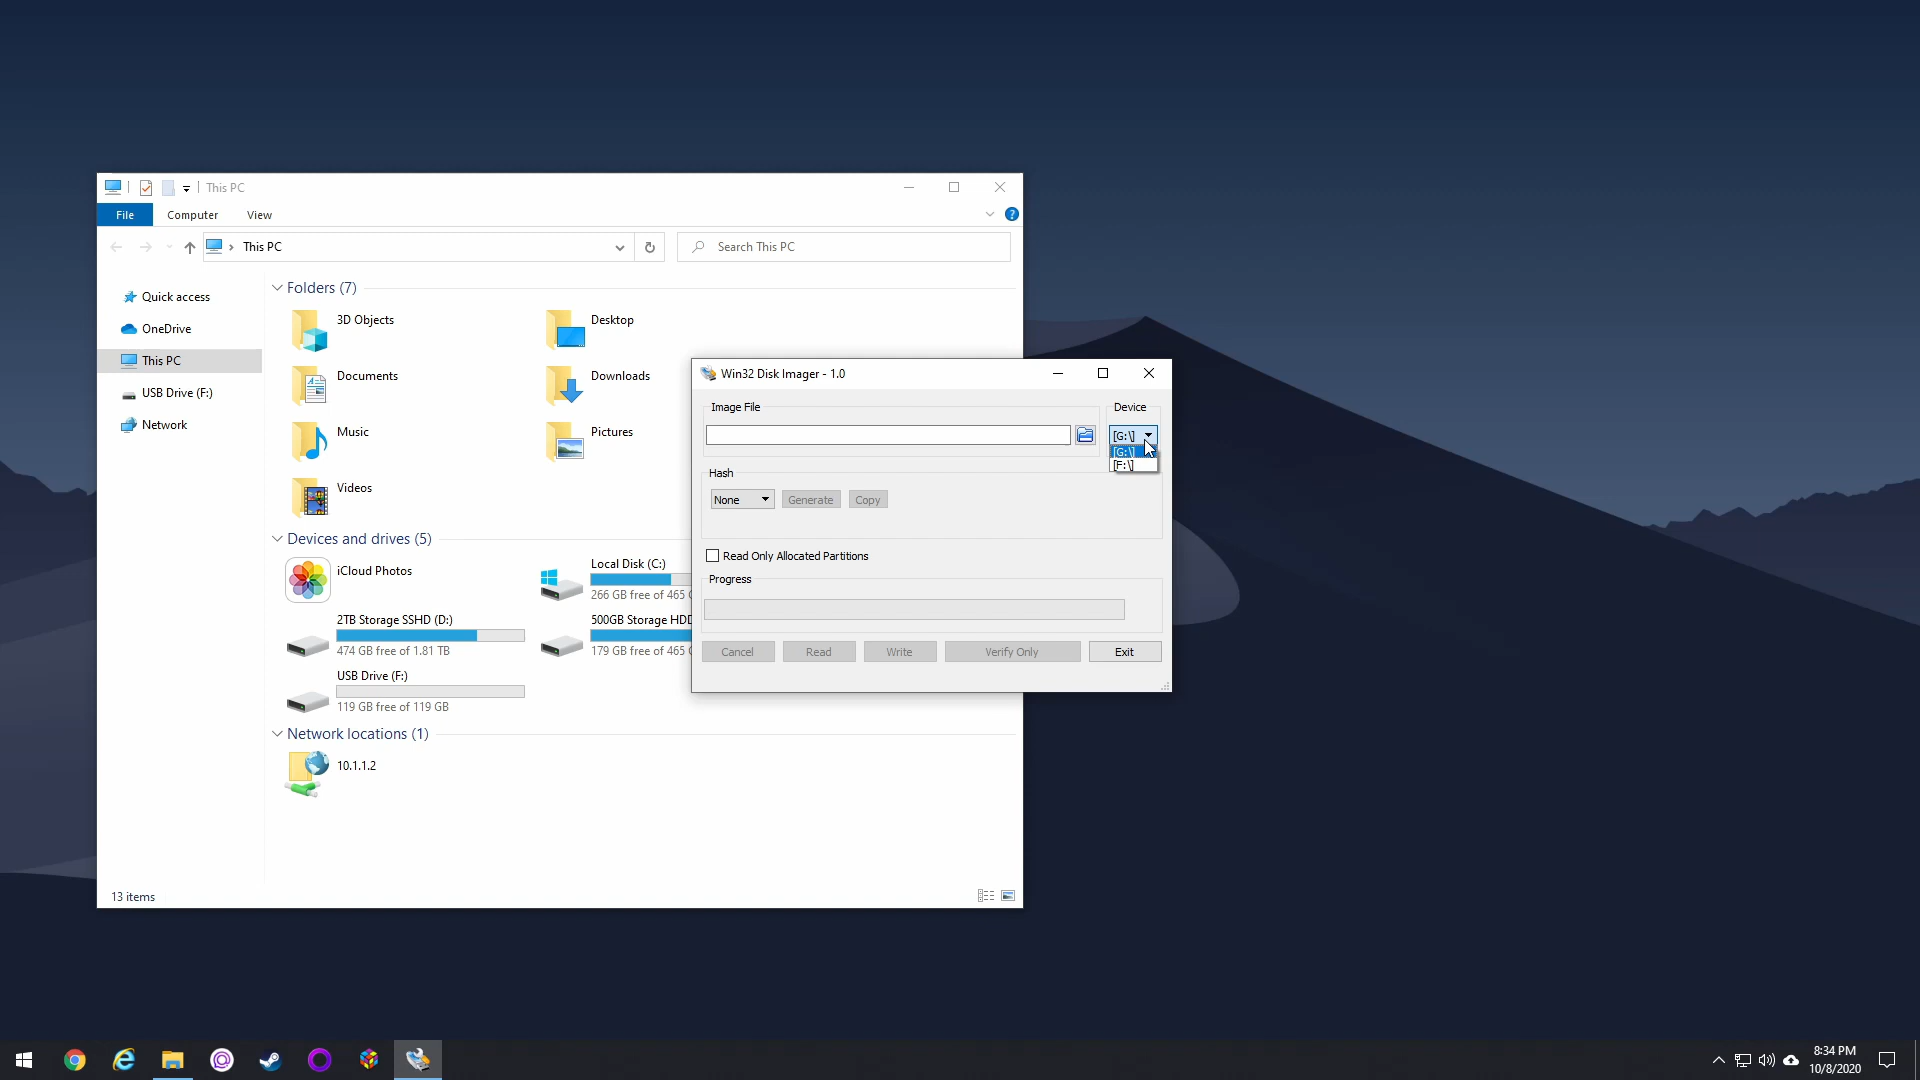 This PC
File
Computer
View
This PC
Search This PC
Quick access
OneDrive
This PC
USB Drive (F:)
Network
Folders (7)
3D Objects
Desktop
Documents
Downloads
Music
Pictures
Videos
Devices and drives (5)
iCloud Photos
Local Disk (C:)
266 GB free of 465
2TB Storage SSHD (D:)
474 GB free of 1.81 TB
500GB Storage HDD
179 GB free of 465
USB Drive (F:)
119 GB free of 119 GB
Network locations (1)
10.1.1.2
13 items
Win32 Disk Imager - 1.0
Image File
Device
[G:\]
[G:\]
[F:\]
Hash
None
Generate
Copy
Read Only Allocated Partitions
Progress
Cancel
Read
Write
Verify Only
Exit
8:34 PM
10/8/2020